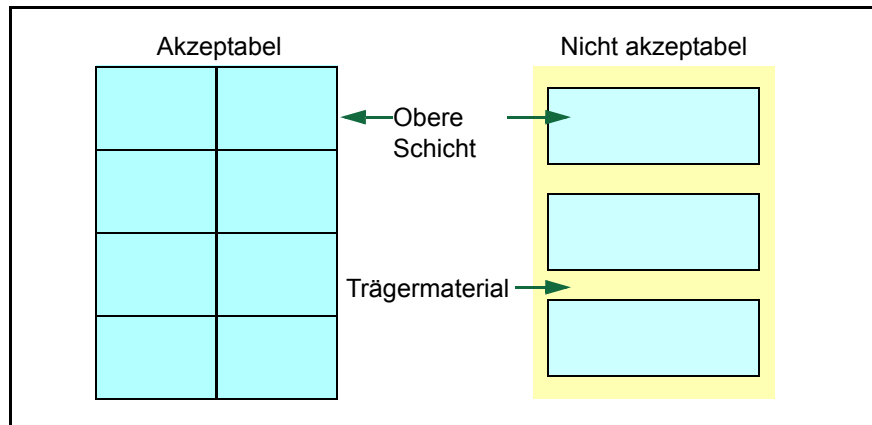 Akzeptabel
Nicht akzeptabel
Obere
Schicht
Trägermaterial